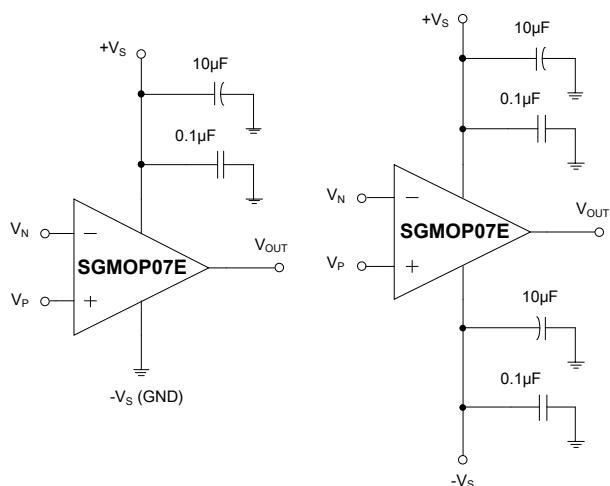 +VS
10µF
0.1µF
VN
VP
−
+
SGMOP07E
VOUT
-VS (GND)
+VS
10µF
0.1µF
VN
VP
−
+
SGMOP07E
VOUT
10µF
0.1µF
-VS